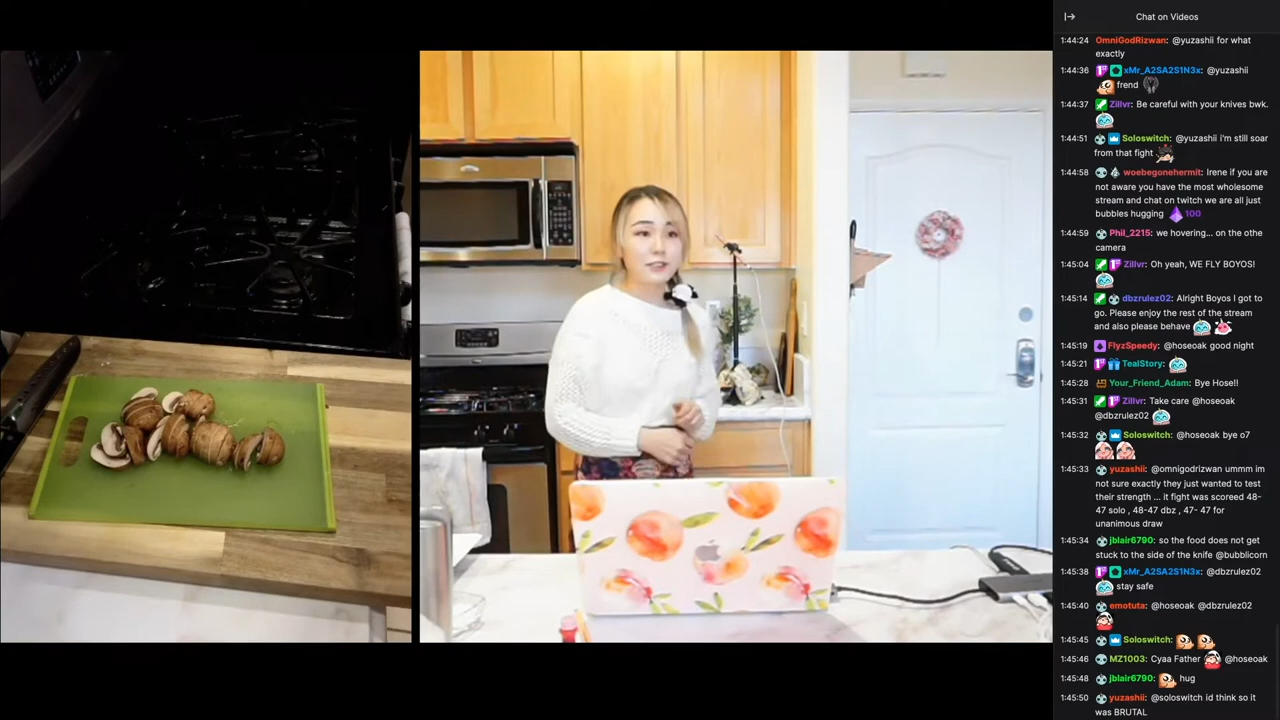 Chat on Videos
1:44:24 OmniGodRizwan: @yuzashii for what
exactly
1:44:36 xMr_A2SA2S1N3x: @yuzashii
frend
1:44:37 Zillvr: Be careful with your knives bwk.
1:44:51 Soloswitch: @yuzashii i'm still soar
from that fight
1:44:58 woebegonehermit: Irene if you
are not aware you have the most wholesome
stream and chat on twitch we are all just
bubbles hugging 100
1:44:59 Phil_2215: we hovering... on the othe
camera
1:45:04 Zillvr: Oh yeah, WE FLY BOYOS!
1:45:14 dbzrulez02: Alright Boyos I got to
go. Please enjoy the rest of the stream
and also please behave
1:45:19 FlyzSpeedy: @hoseoak good night
1:45:21 TealStory:
1:45:28 Your_Friend_Adam: Bye Hose!!
1:45:31 Zillvr: Take care @hoseoak
@dbzrulez02
1:45:32 Soloswitch: @hoseoak bye o7
1:45:33 yuzashii: @omnigodrizwan ummm im
not sure exactly they just wanted to test
their strength ... it fight was scoreed 48-
47 solo , 48-47 dbz , 47- 47 for
unanimous draw
1:45:34 jblair6790: so the food does not get
stuck to the side of the knife @bubblicorn
1:45:38 xMr_A2SA2S1N3x: @dbzrulez02
stay safe
1:45:40 emotuta: @hoseoak @dbzrulez02
1:45:45 Soloswitch:
1:45:46 MZ1003: Cyaa Father @hoseoak
1:45:48 jblair6790: hug
1:45:50 yuzashii: @soloswitch id think so it
was BRUTAL